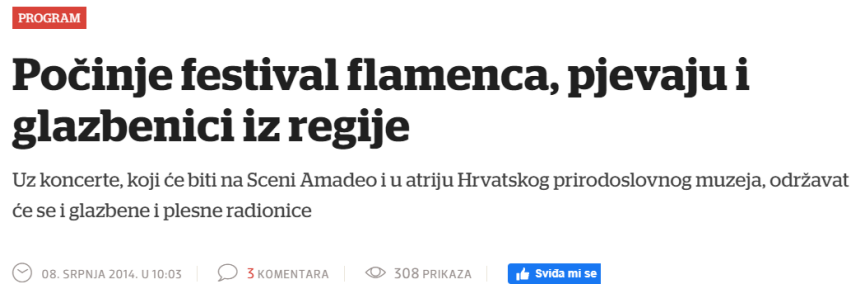 PROGRAM
Počinje festival flamenca, pjevaju i
glazbenici iz regije
Uz koncerte, koji će biti na Sceni Amadeo i u atriju Hrvatskog prirodoslovnog muzeja, održavat
će se i glazbene i plesne radionice
08. SRPNJA 2014. U 10:03 3 KOMENTARA 308 PRIKAZA Sviđa mi se